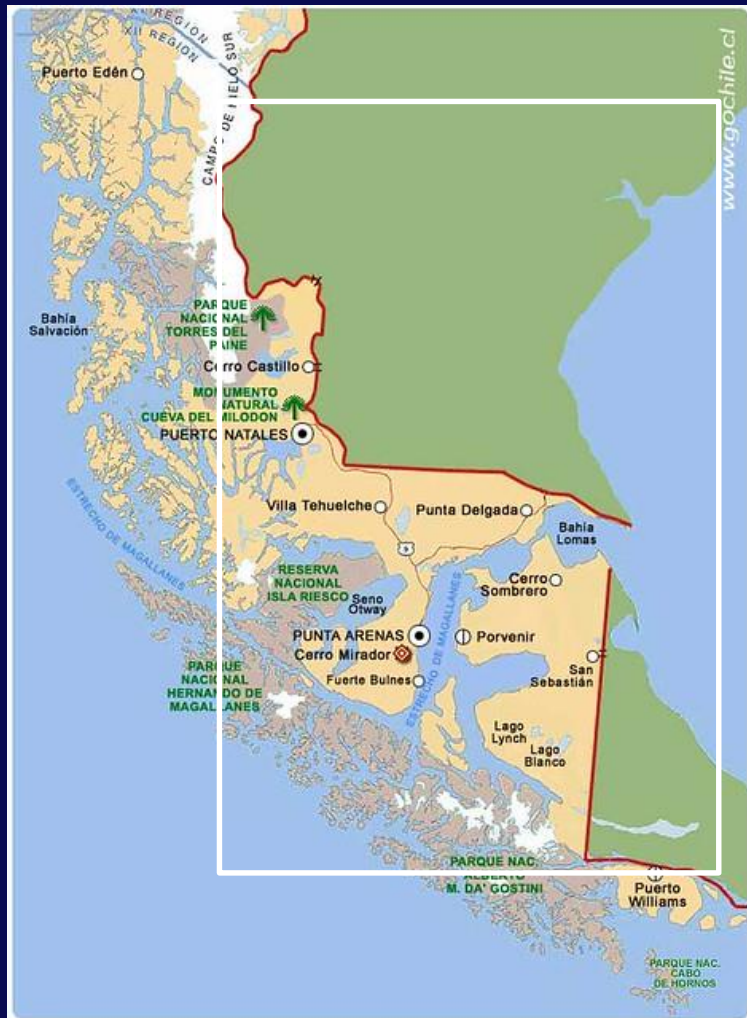 XI REGION
XII REGION
Puerto Edén
CAMPO DE HIELO SUR
www.gochile.cl
PARQUE
NACIONAL
TORRES DEL
PAINE
Bahía
Salvación
Cerro Castillo
MONUMENTO
NATURAL
CUEVA DEL MILODON
PUERTO NATALES
ESTRECHO DE MAGALLANES
Villa Tehuelche
Punta Delgada
Bahía
Lomas
9
RESERVA
NACIONAL
ISLA RIESCO
Seno
Otway
Cerro
Sombrero
PUNTA ARENAS
Porvenir
Cerro Mirador
ESTRECHO DE MAGALLANES
San
Sebastián
PARQUE
NACIONAL
HERNANDO DE
MAGALLANES
Fuerte Bulnes
Lago
Lynch
Lago
Blanco
PARQUE NAC.
ALBERTO
M. DA' GOSTINI
Puerto
Williams
PARQUE NAC.
CABO
DE HORNOS